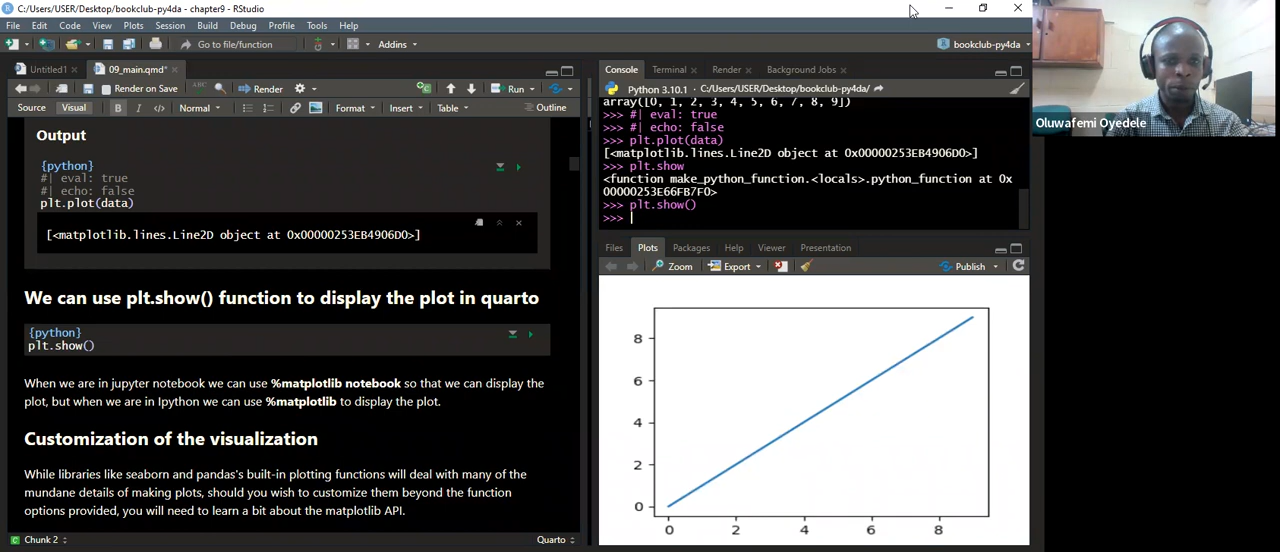 C:/Users/USER/Desktop/bookclub-py4da - chapter9 - RStudio
File Edit Code View Plots Session Build Debug Profile Tools Help
Go to file/function Addins bookclub-py4da
Untitled1 09_main.qmd*
Render on Save Render Run
Source Visual B I </> Normal Format Insert Table Outline
Output
{python}
#| eval: true
#| echo: false
plt.plot(data)
[<matplotlib.lines.Line2D object at 0x00000253EB4906D0>]
We can use plt.show() function to display the plot in quarto
{python}
plt.show()
When we are in jupyter notebook we can use %matplotlib notebook so that we can display the
plot, but when we are in Ipython we can use %matplotlib to display the plot.
Customization of the visualization
While libraries like seaborn and pandas's built-in plotting functions will deal with many of the
mundane details of making plots, should you wish to customize them beyond the function
options provided, you will need to learn a bit about the matplotlib API.
Chunk 2 Quarto
Console Terminal Render Background Jobs
Python 3.10.1 · C:/Users/USER/Desktop/bookclub-py4da/
array([0, 1, 2, 3, 4, 5, 6, 7, 8, 9])
>>> #| eval: true
>>> #| echo: false
>>> plt.plot(data)
[<matplotlib.lines.Line2D object at 0x00000253EB4906D0>]
>>> plt.show
<function make_python_function.<locals>.python_function at 0x
00000253E66FB7F0>
>>> plt.show()
>>>
Files Plots Packages Help Viewer Presentation
Zoom Export Publish
8
6
4
2
0
0 2 4 6 8
Oluwafemi Oyedele